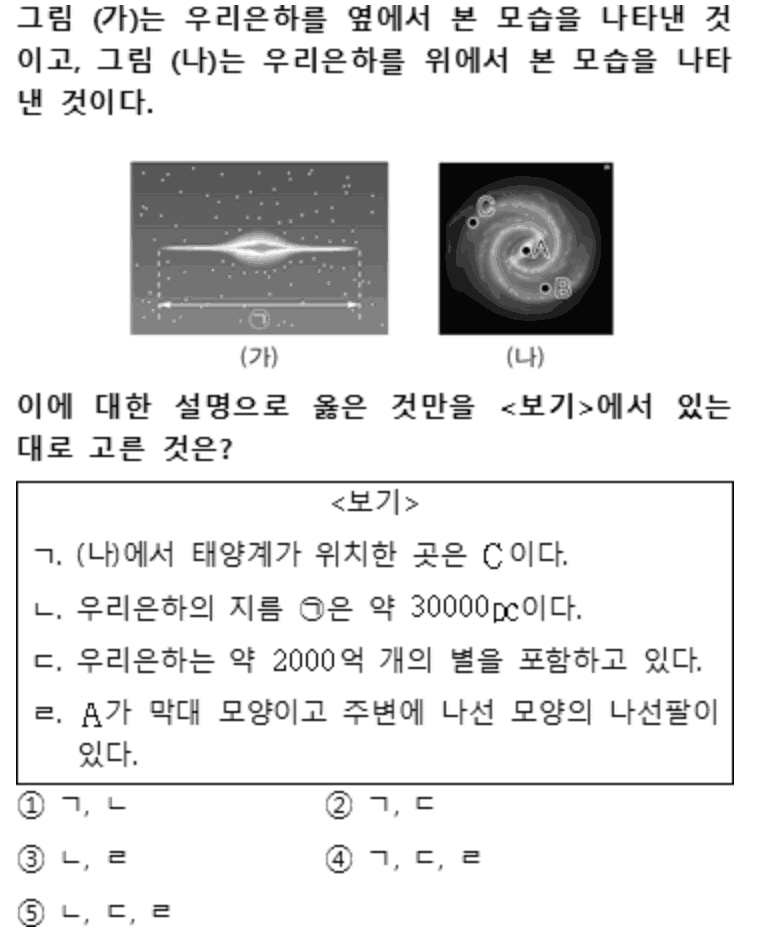 그림 (가)는 우리은하를 옆에서 본 모습을 나타낸 것
이고, 그림 (나)는 우리은하를 위에서 본 모습을 나타
낸 것이다.
㉠
(가)
C
A
B
(나)
이에 대한 설명으로 옳은 것만을 <보기>에서 있는
대로 고른 것은?
<보기>
ㄱ. (나)에서 태양계가 위치한 곳은 C이다.
ㄴ. 우리은하의 지름 ㉠은 약 30000pc이다.
ㄷ. 우리은하는 약 2000억 개의 별을 포함하고 있다.
ㄹ. A가 막대 모양이고 주변에 나선 모양의 나선팔이
있다.
① ㄱ, ㄴ ② ㄱ, ㄷ
③ ㄴ, ㄹ ④ ㄱ, ㄷ, ㄹ
⑤ ㄴ, ㄷ, ㄹ